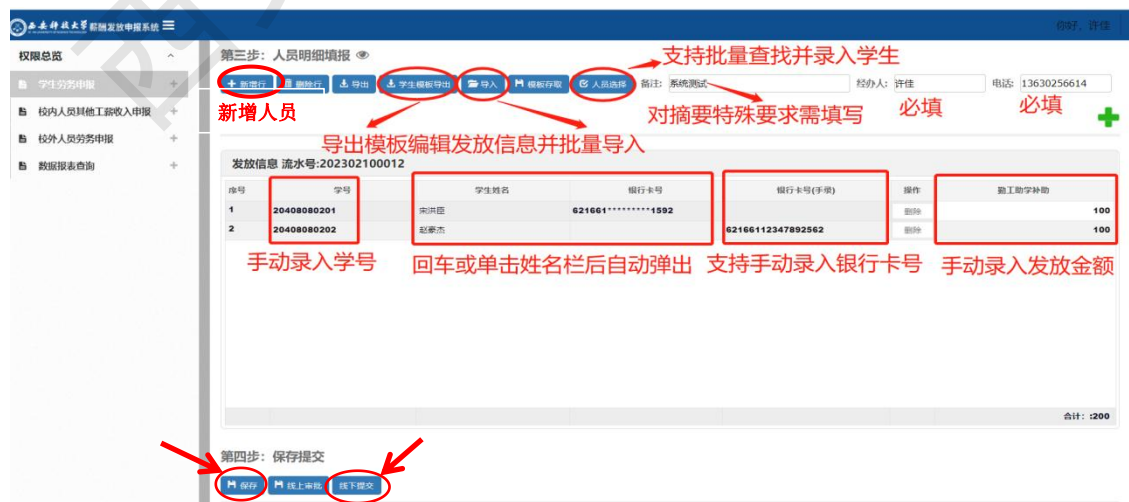 西安科技大学 薪酬发放申报系统
你好，许佳
权限总览
学生劳务申报
校内人员其他工薪收入申报
校外人员劳务申报
数据报表查询
第三步：人员明细填报
支持批量查找并录入学生
新增行 删除行 导出 学生模板导出 导入 模板存取 人员选择 备注: 系统测试 经办人: 许佳 电话: 13630256614
新增人员
对摘要特殊要求需填写
必填
必填
导出模板编辑发放信息并批量导入
发放信息 流水号:202302100012
序号 学号 学生姓名 银行卡号 银行卡号(手录) 操作 勤工助学补助
1 20408080201 宋洪臣 621661*********1592 删除 100
2 20408080202 赵豪杰 62166112347892562 删除 100
手动录入学号 回车或单击姓名栏后自动弹出 支持手动录入银行卡号 手动录入发放金额
合计: :200
第四步：保存提交
保存 线上审批 线下提交